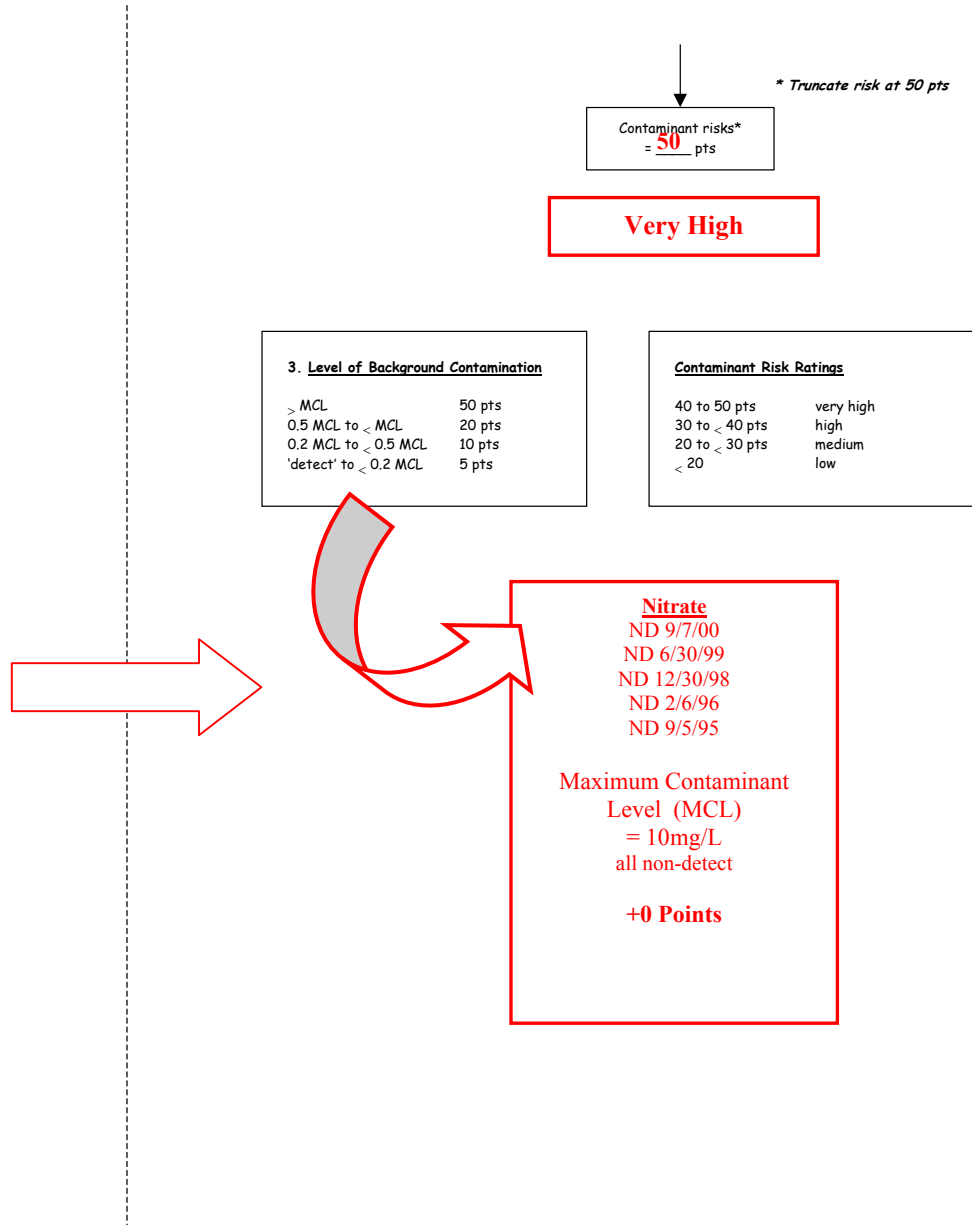 * Truncate risk at 50 pts
Contaminant risks*
= 50 pts
Very High
3. Level of Background Contamination
> MCL 50 pts
0.5 MCL to < MCL 20 pts
0.2 MCL to < 0.5 MCL 10 pts
'detect' to < 0.2 MCL 5 pts
Contaminant Risk Ratings
40 to 50 pts very high
30 to < 40 pts high
20 to < 30 pts medium
< 20 low
Nitrate
ND 9/7/00
ND 6/30/99
ND 12/30/98
ND 2/6/96
ND 9/5/95
Maximum Contaminant
Level (MCL)
= 10mg/L
all non-detect
+0 Points